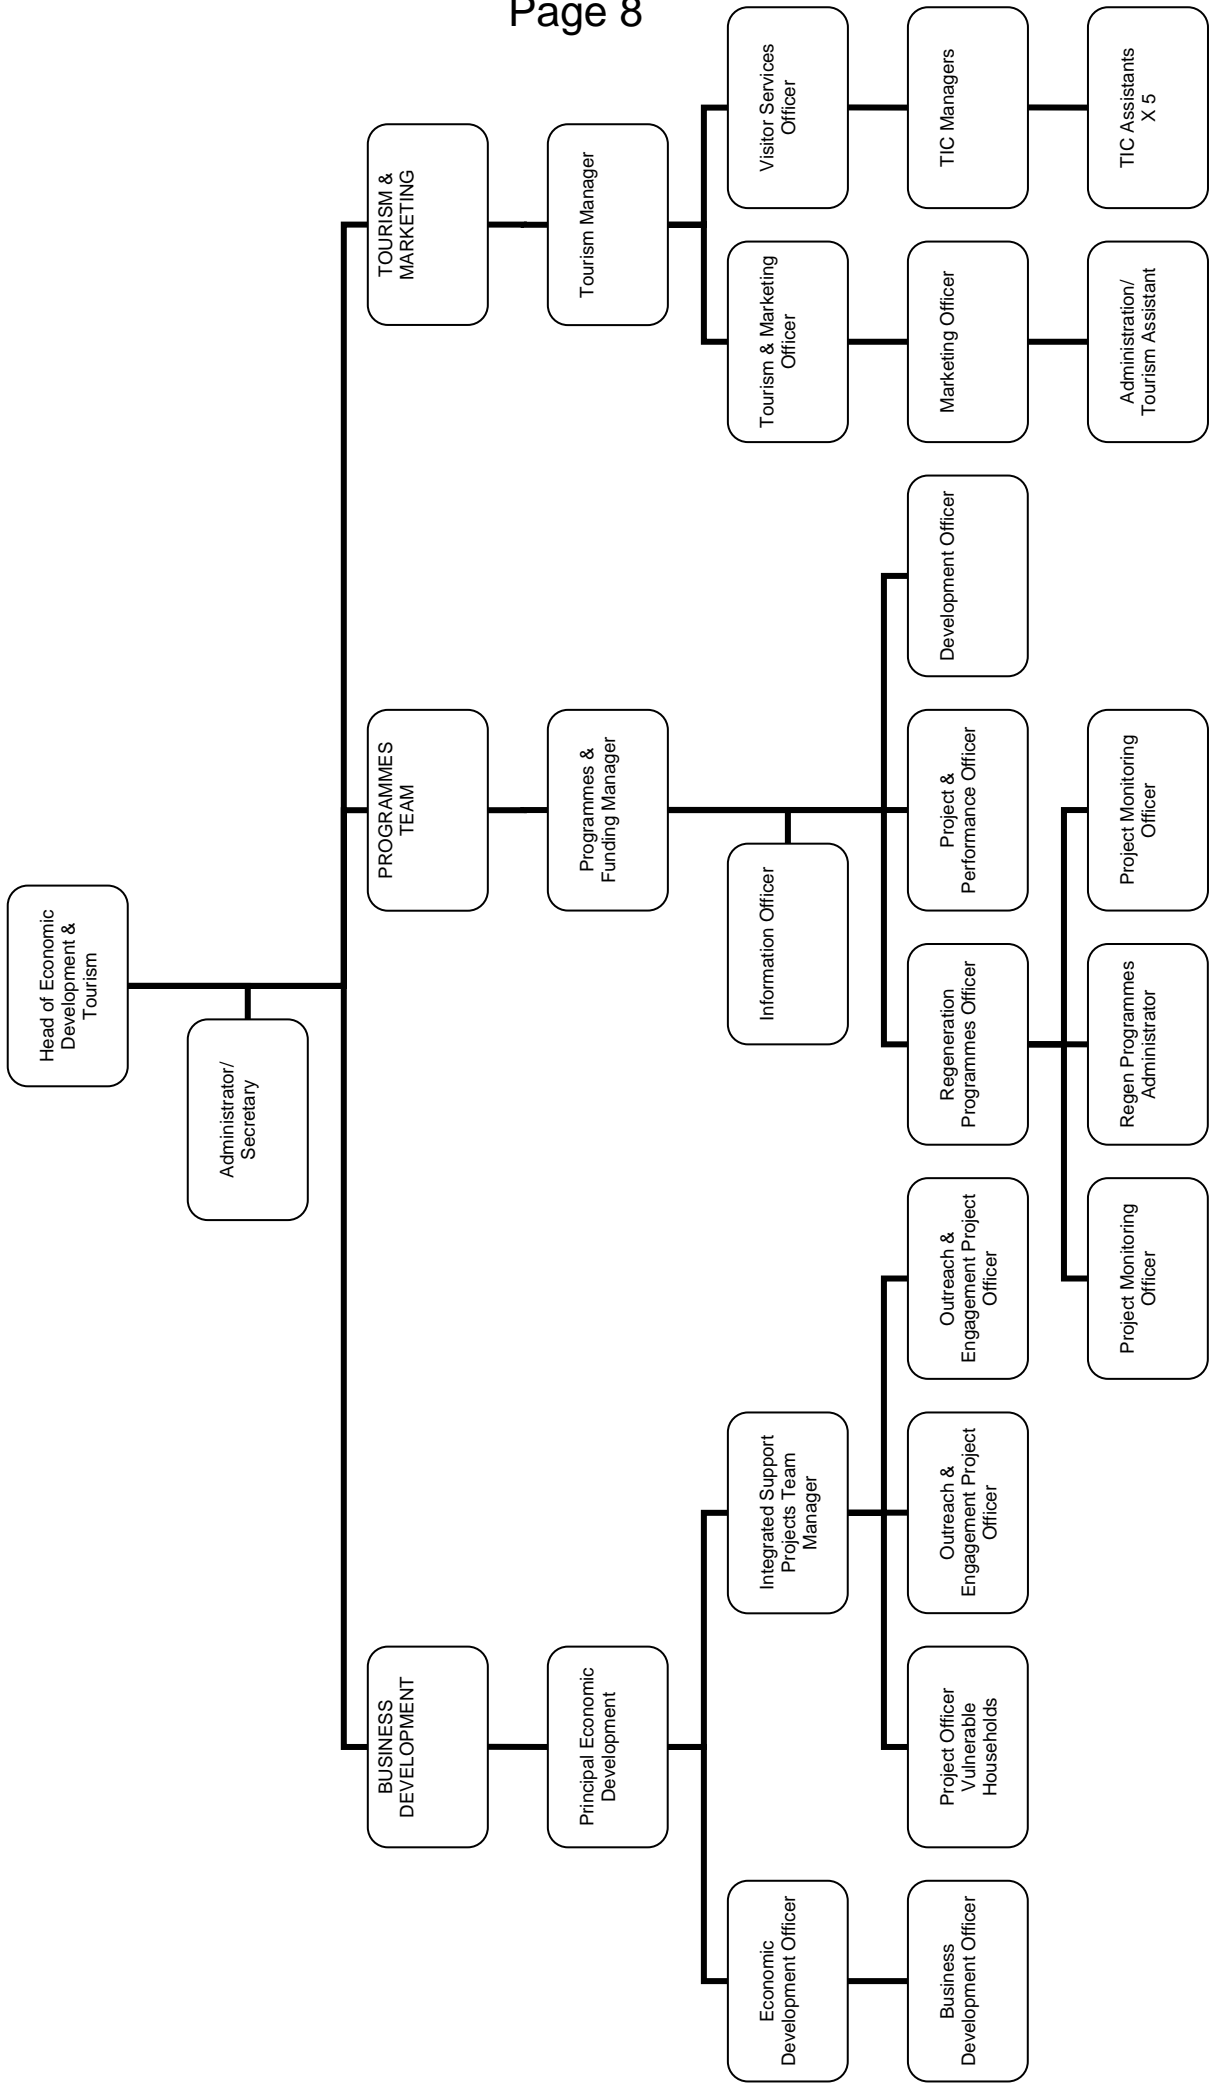 Page 8
Head of Economic
Development &
Tourism
Administrator/
Secretary
BUSINESS
DEVELOPMENT
PROGRAMMES
TEAM
TOURISM &
MARKETING
Principal Economic
Development
Programmes &
Funding Manager
Tourism Manager
Economic
Development Officer
Integrated Support
Projects Team
Manager
Information Officer
Tourism & Marketing
Officer
Visitor Services
Officer
Business
Development Officer
Project Officer
Vulnerable
Households
Outreach &
Engagement Project
Officer
Outreach &
Engagement Project
Officer
Regeneration
Programmes Officer
Project &
Performance Officer
Development Officer
Marketing Officer
TIC Managers
Project Monitoring
Officer
Regen Programmes
Administrator
Project Monitoring
Officer
Administration/
Tourism Assistant
TIC Assistants
X 5